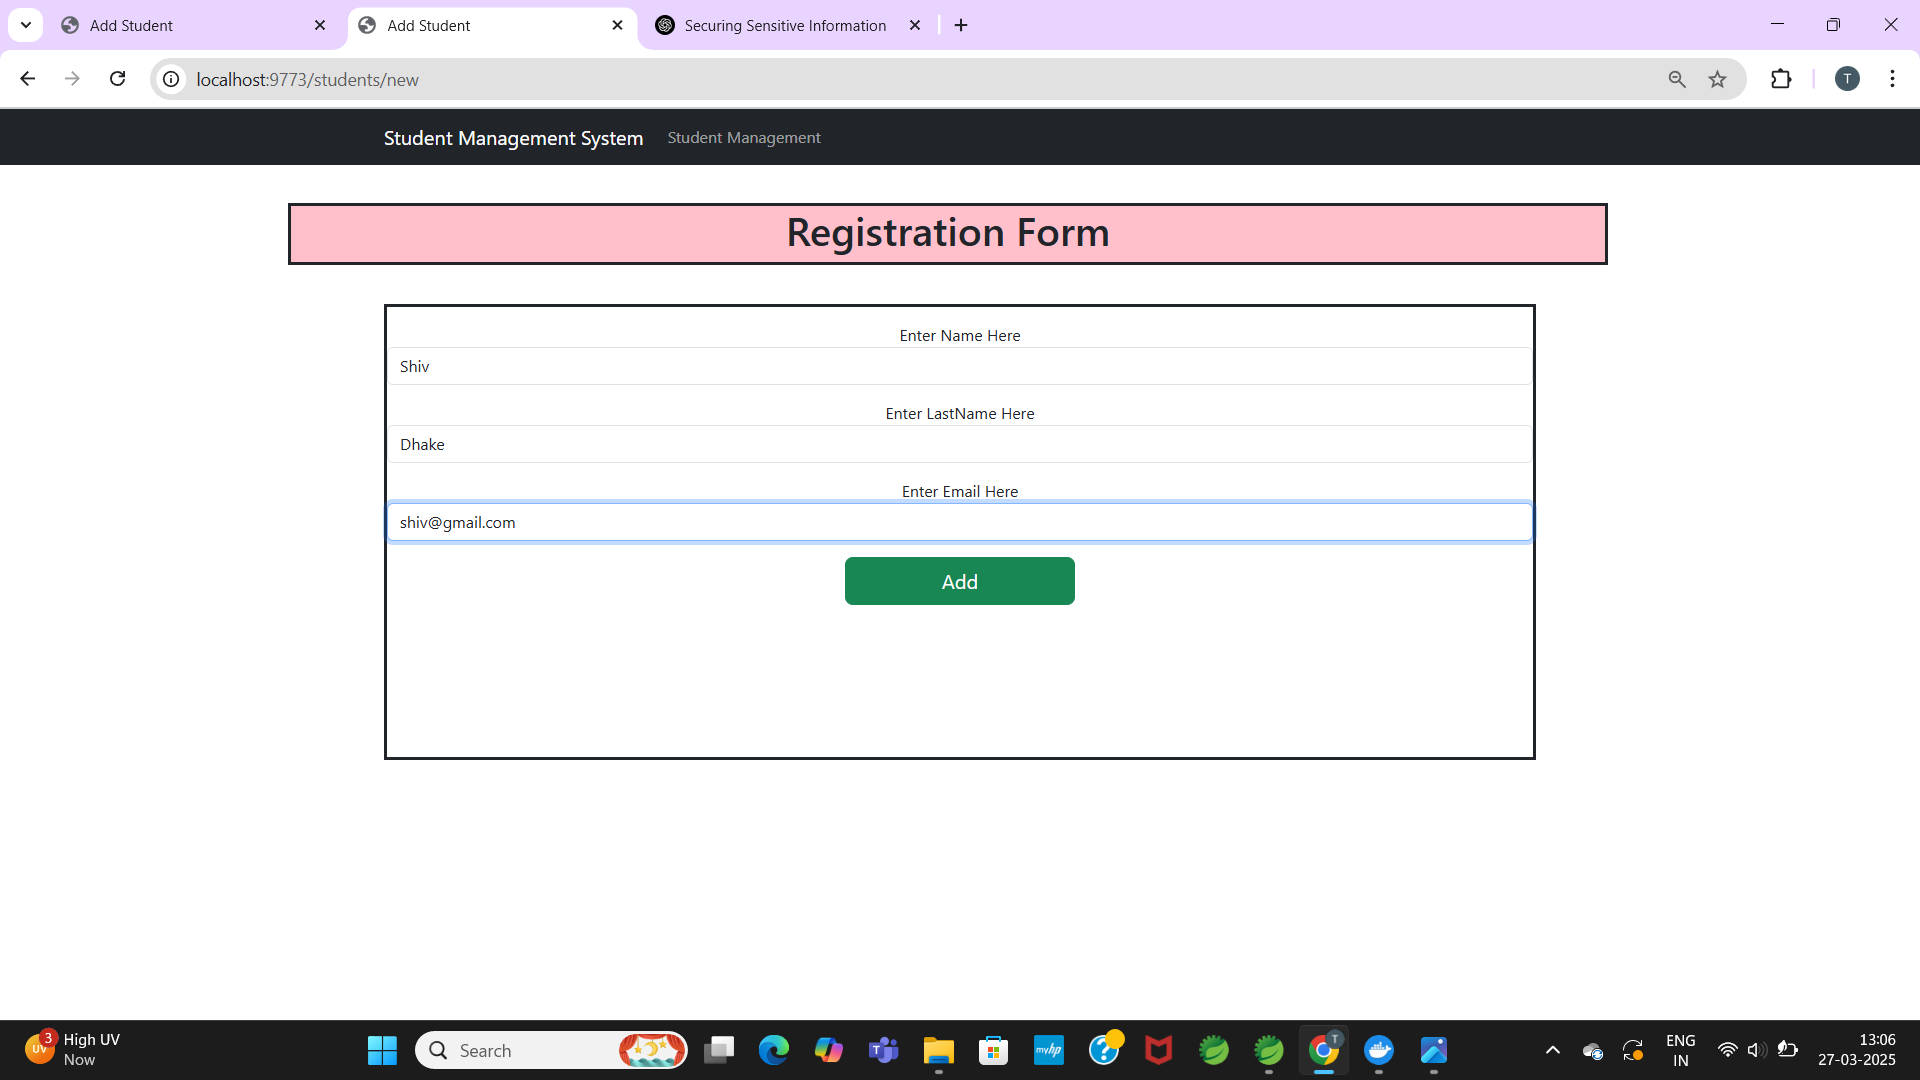 Add Student
Add Student
Securing Sensitive Information
localhost:9773/students/new
T
Student Management System Student Management
Registration Form
Enter Name Here
Shiv
Enter LastName Here
Dhake
Enter Email Here
shiv@gmail.com
Add
3
UV
High UV
Now
Search
T
myhp
T
ENG
IN
13:06
27-03-2025